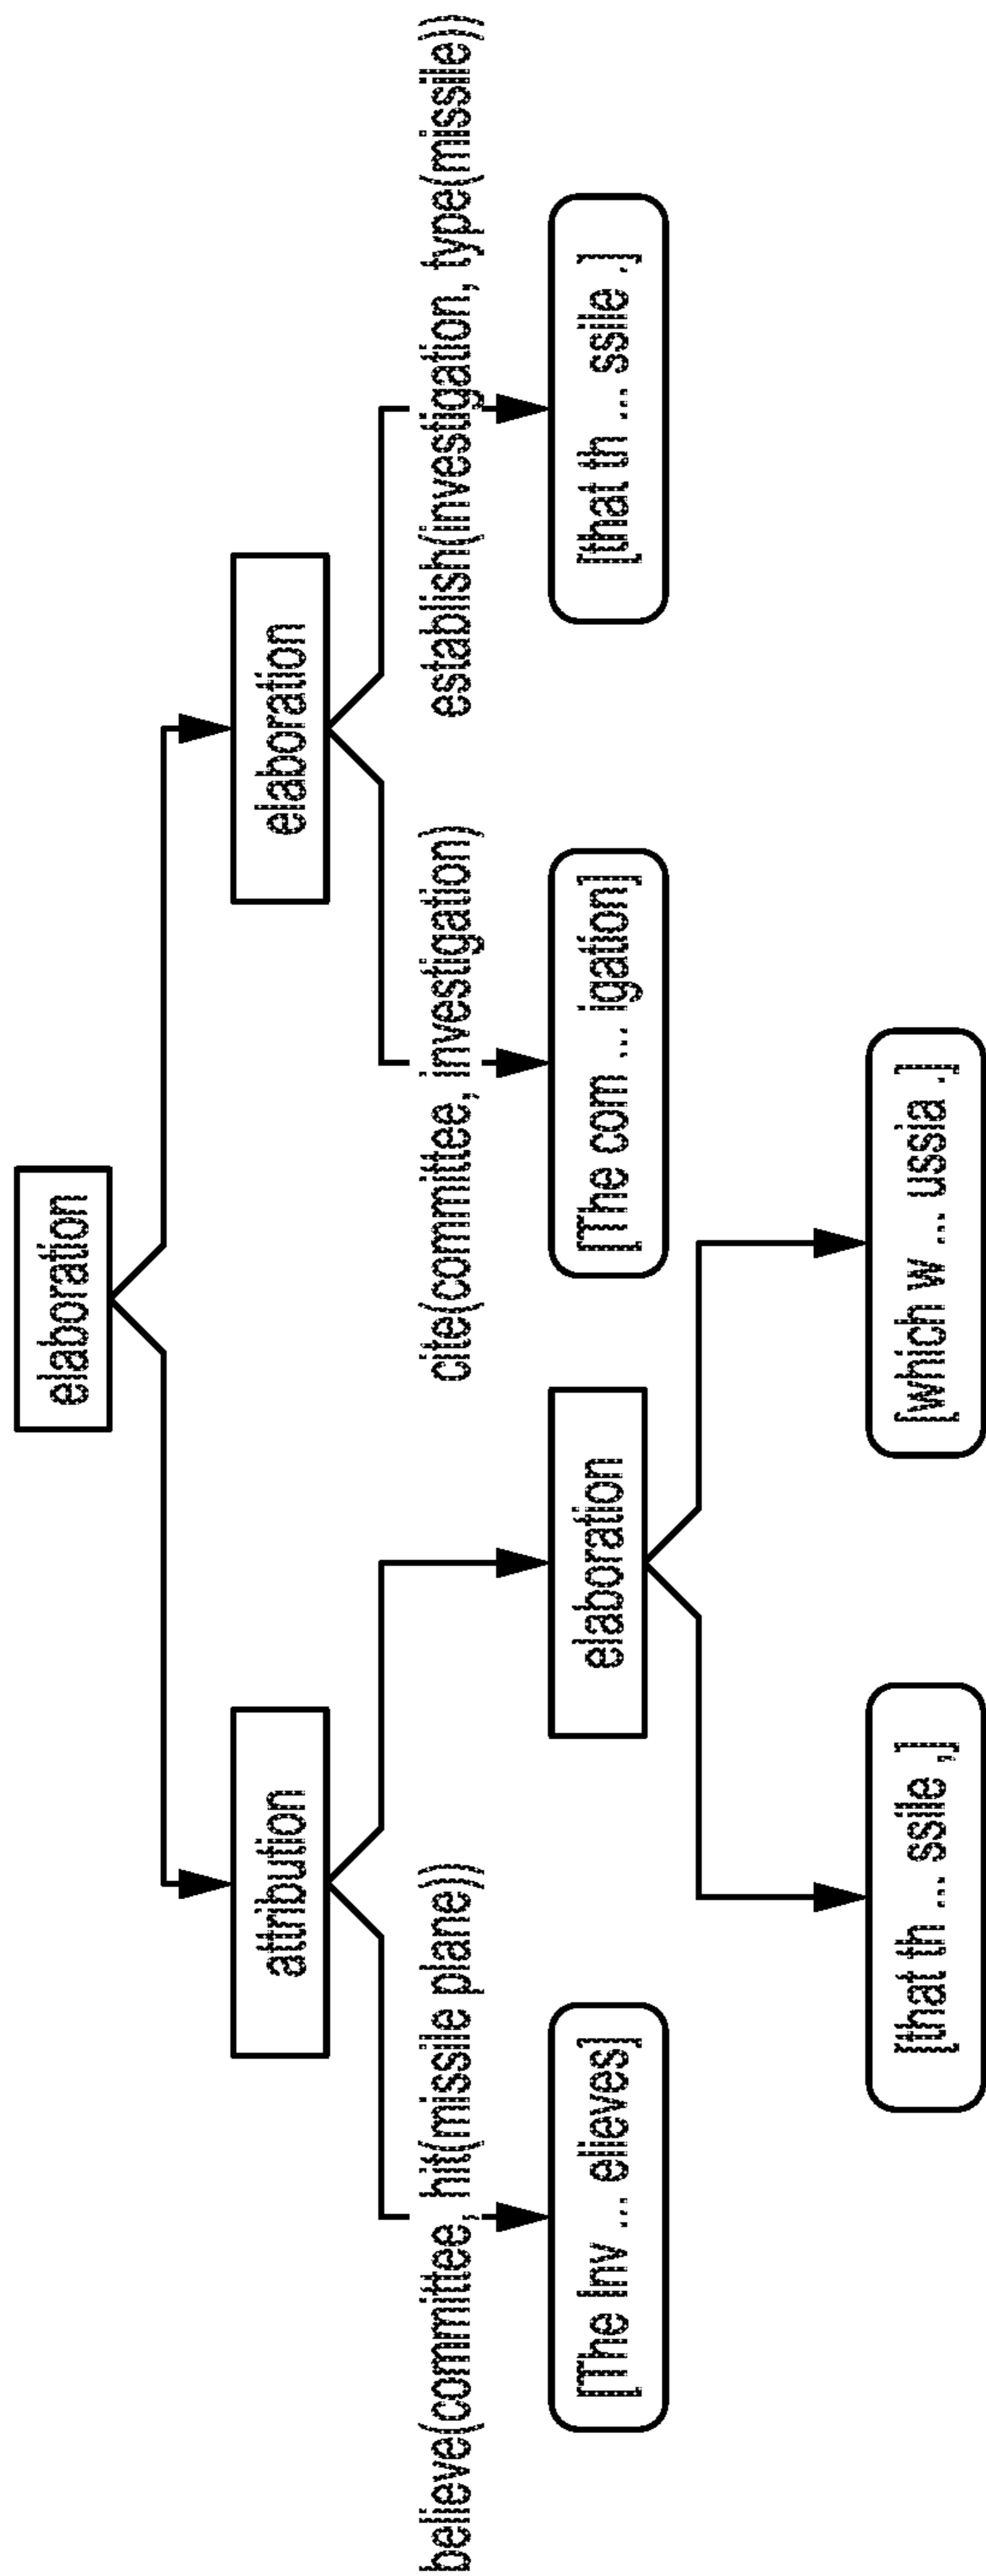 elaboration
attribution
elaboration
believe(committee, hit(missile plane))
cite(committee, investigation)
establish(investigation, type(missile))
[The Inv ... elieves]
elaboration
[The com ... igation]
[that th ... ssile .]
[that th ... ssile ,]
[which w ... ussia .]